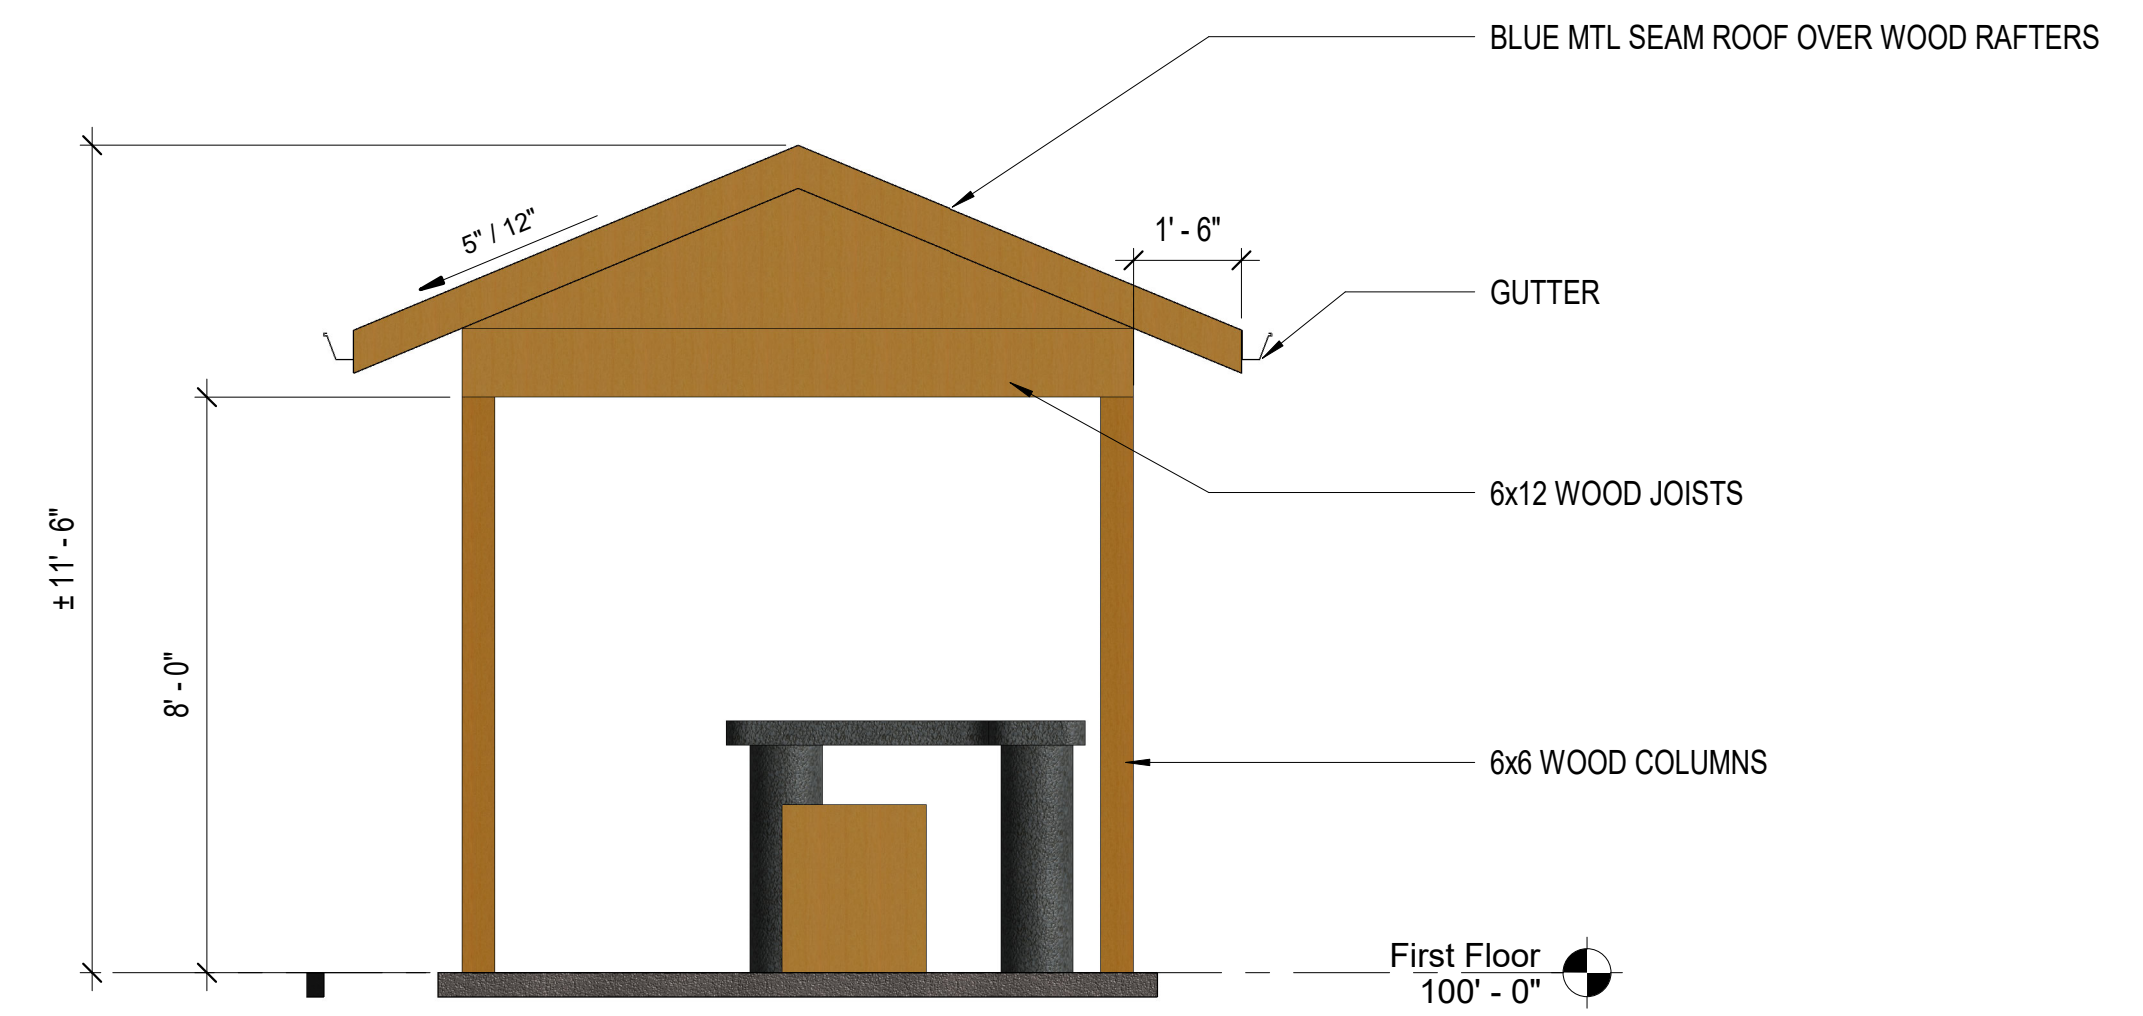 BLUE MTL SEAM ROOF OVER WOOD RAFTERS
5" / 12"
1' - 6"
GUTTER
6x12 WOOD JOISTS
± 11' - 6"
8' - 0"
6x6 WOOD COLUMNS
First Floor
100' - 0"